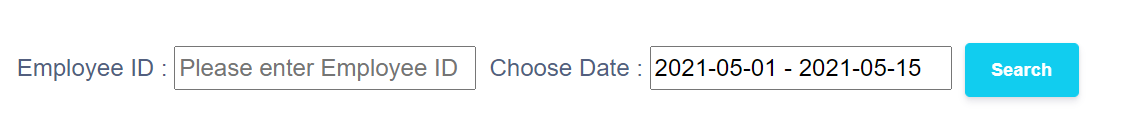 Employee ID : Please enter Employee ID Choose Date : 2021-05-01 - 2021-05-15 Search